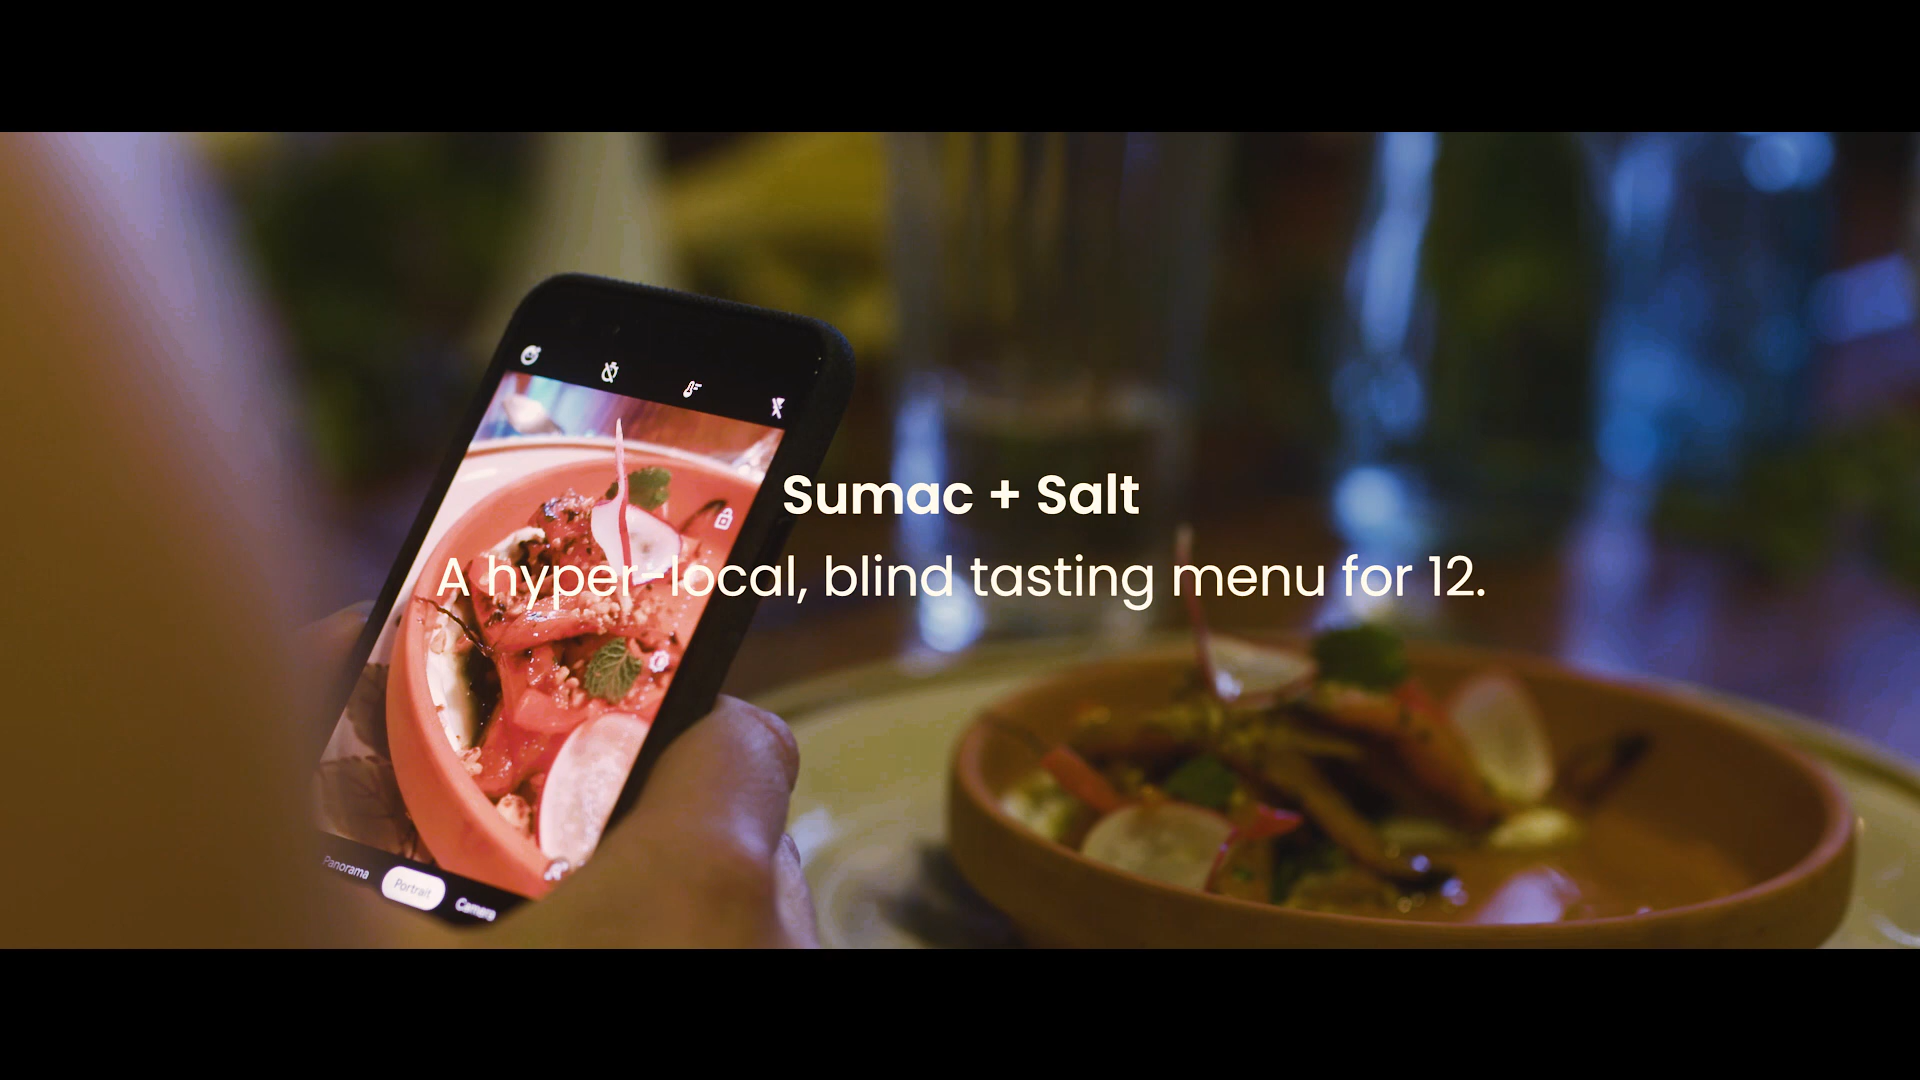 Sumac + Salt
A hyper-local, blind tasting menu for 12.
Panorama
Portrait
Camera